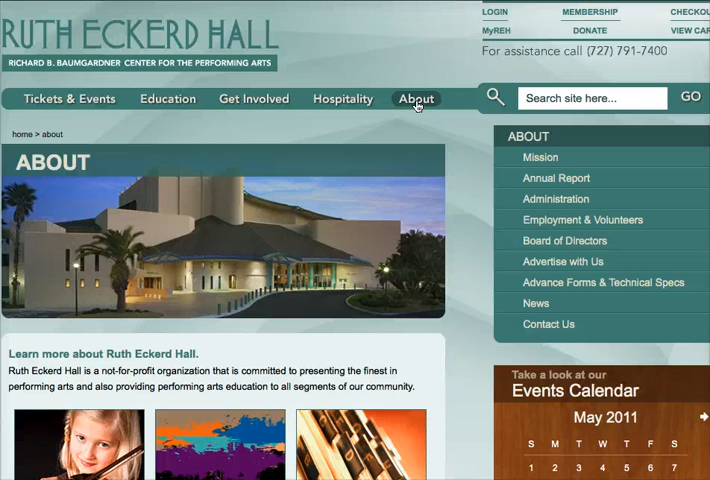 LOGIN
MEMBERSHIP
MyREH
DONATE
RUTH ECKERD HALL
For assistance call (727) 791-7400
RICHARD B. BAUMGARDNER CENTER FOR THE PERFORMING ARTS
Tickets & Events
Education
Get Involved
Hospitality
About
Search site here...
GO
home > about
ABOUT
Learn more about Ruth Eckerd Hall.
Ruth Eckerd Hall is a not-for-profit organization that is committed to presenting the finest in
performing arts and also providing performing arts education to all segments of our community.
ABOUT
Mission
Annual Report
Administration
Employment & Volunteers
Board of Directors
Advertise with Us
Advance Forms & Technical Specs
News
Contact Us
Take a look at our
Events Calendar
May 2011
S M T W T F S
1 2 3 4 5 6 7